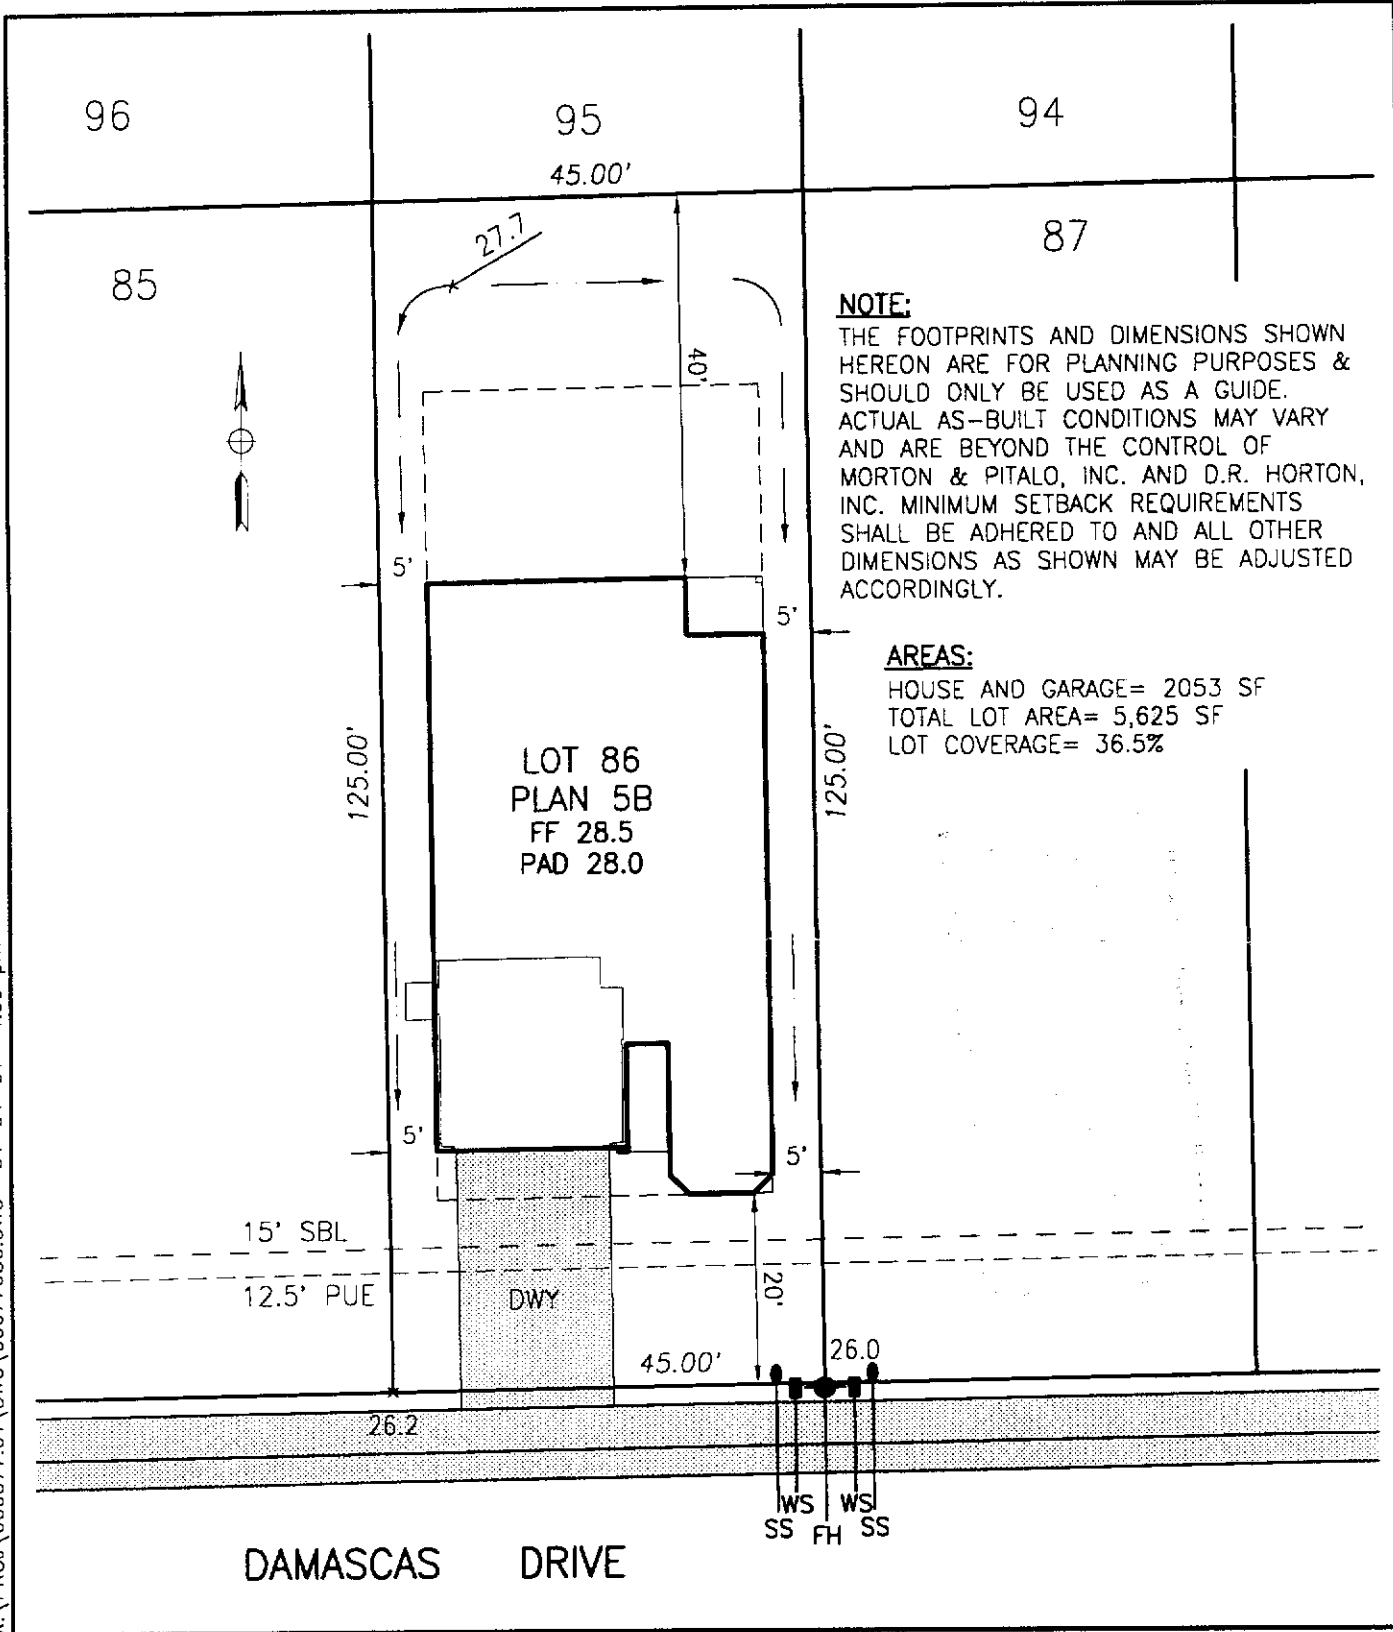 96
95
94
45.00'
27.7
87
85
40'
NOTE:
THE FOOTPRINTS AND DIMENSIONS SHOWN
HEREON ARE FOR PLANNING PURPOSES &
SHOULD ONLY BE USED AS A GUIDE.
ACTUAL AS-BUILT CONDITIONS MAY VARY
AND ARE BEYOND THE CONTROL OF
MORTON & PITALO, INC. AND D.R. HORTON,
INC. MINIMUM SETBACK REQUIREMENTS
SHALL BE ADHERED TO AND ALL OTHER
DIMENSIONS AS SHOWN MAY BE ADJUSTED
ACCORDINGLY.
5'
5'
AREAS:
HOUSE AND GARAGE= 2053 SF
TOTAL LOT AREA= 5,625 SF
LOT COVERAGE= 36.5%
125.00'
125.00'
LOT 86
PLAN 5B
FF 28.5
PAD 28.0
5'
5'
15' SBL
12.5' PUE
DWY
20'
45.00'
26.0
26.2
WS
WS
SS
FH
SS
DAMASCAS DRIVE